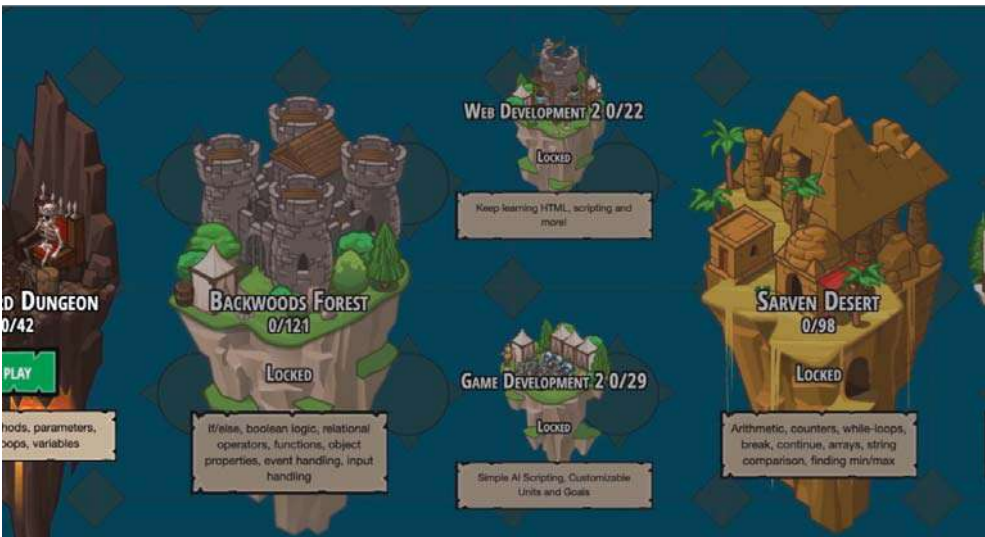 RD DUNGEON
0/42
PLAY
hods, parameters,
oops, variables
BACKWOODS FOREST
0/121
LOCKED
If/else, boolean logic, relational
operators, functions, object
properties, event handling, input
handling
WEB DEVELOPMENT 2 0/22
LOCKED
Keep learning HTML, scripting and
more!
GAME DEVELOPMENT 2 0/29
LOCKED
Simple AI Scripting, Customizable
Units and Goals
SARVEN DESERT
0/98
LOCKED
Arithmetic, counters, while-loops,
break, continue, arrays, string
comparison, finding min/max